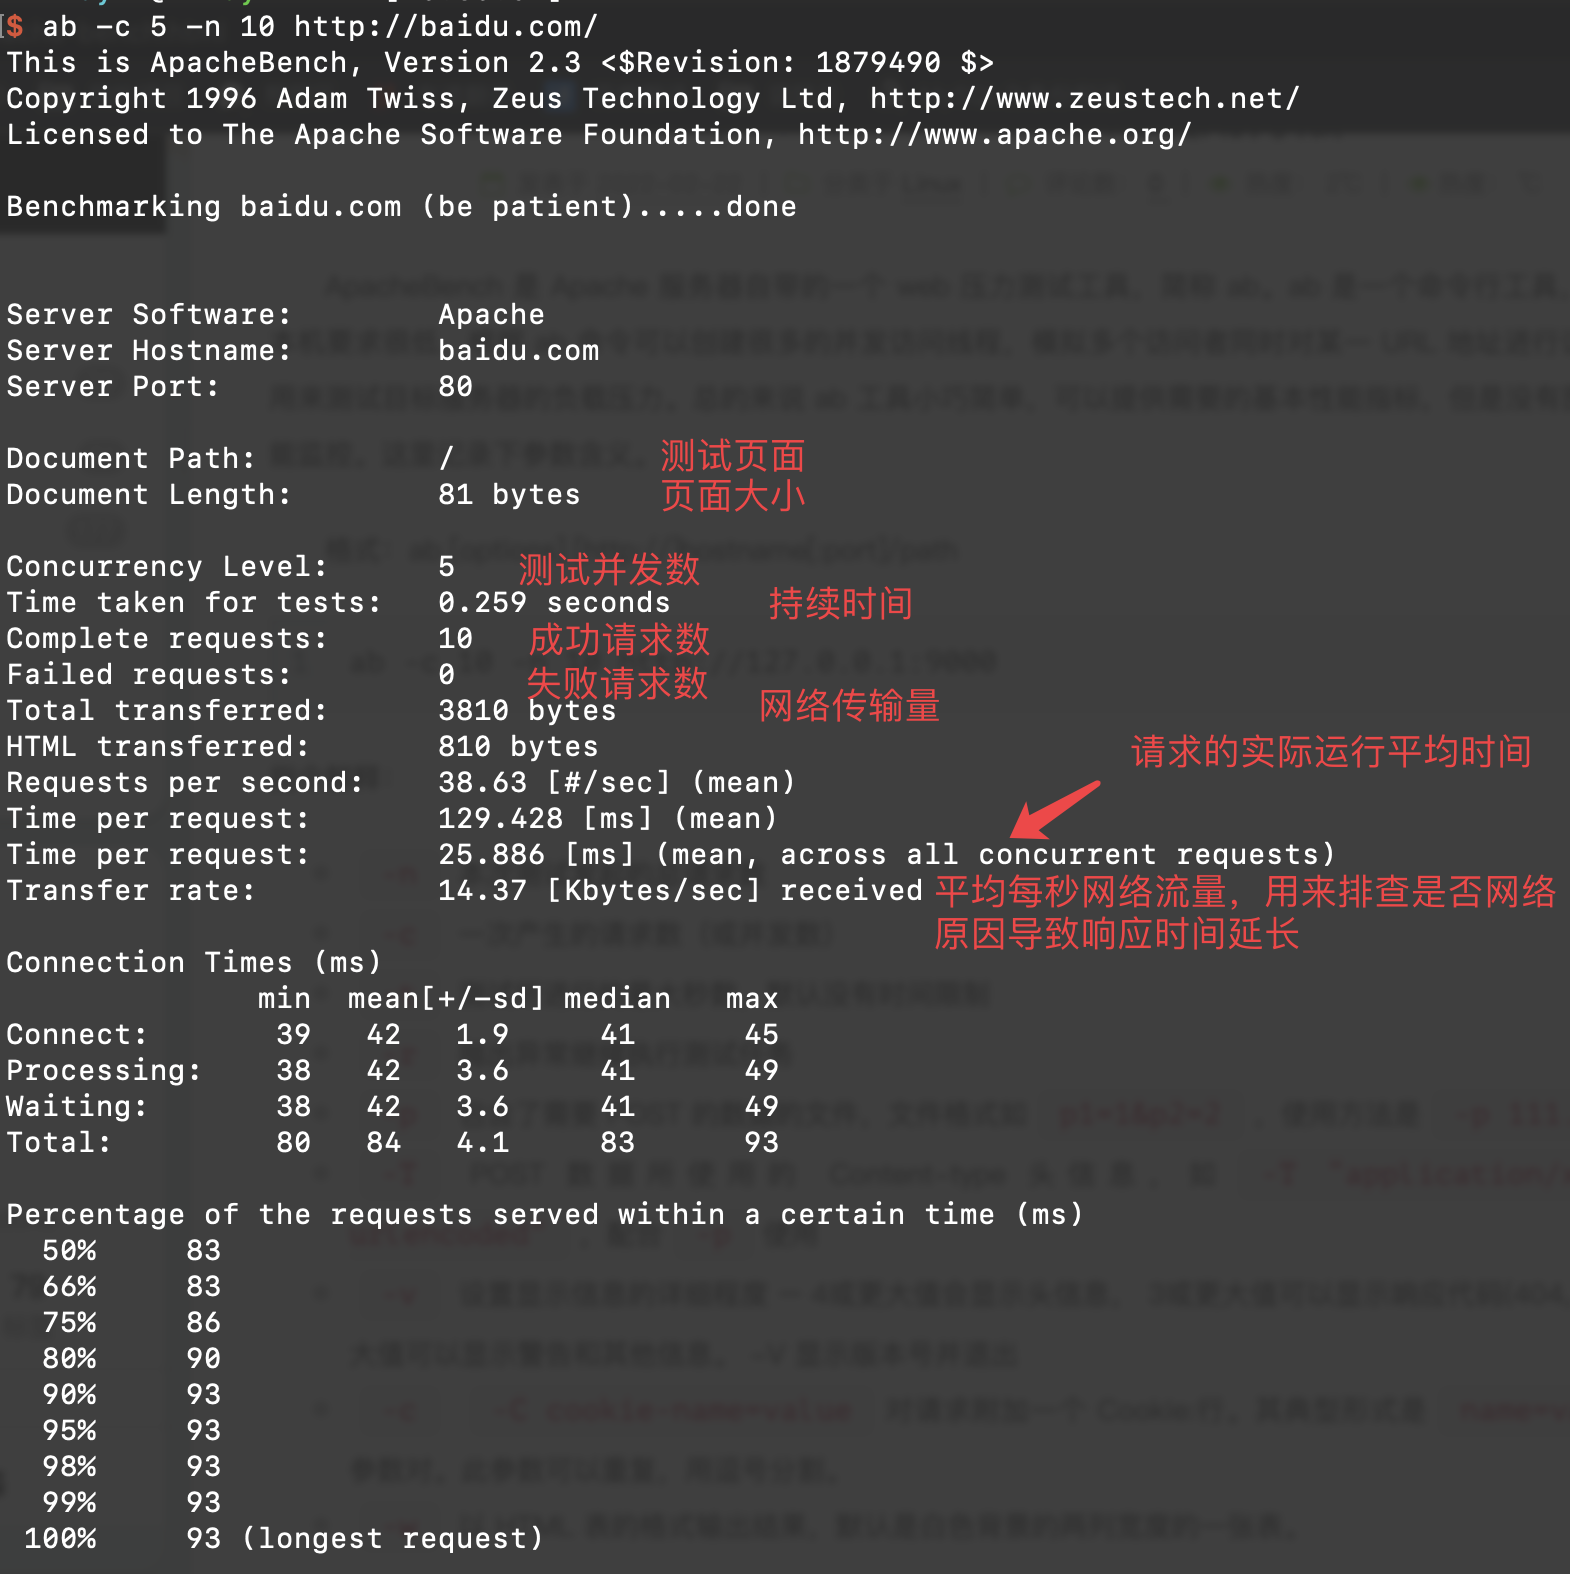 $ ab -c 5 -n 10 http://baidu.com/
This is ApacheBench, Version 2.3 <$Revision: 1879490 $>
Copyright 1996 Adam Twiss, Zeus Technology Ltd, http://www.zeustech.net/
Licensed to The Apache Software Foundation, http://www.apache.org/
Benchmarking baidu.com (be patient).....done
Server Software: Apache
Server Hostname: baidu.com
Server Port: 80
Document Path: / 测试页面
Document Length: 81 bytes 页面大小
Concurrency Level: 5 测试并发数
Time taken for tests: 0.259 seconds 持续时间
Complete requests: 10 成功请求数
Failed requests: 0 失败请求数
Total transferred: 3810 bytes 网络传输量
HTML transferred: 810 bytes
请求的实际运行平均时间
Requests per second: 38.63 [#/sec] (mean)
Time per request: 129.428 [ms] (mean)
Time per request: 25.886 [ms] (mean, across all concurrent requests)
Transfer rate: 14.37 [Kbytes/sec] received 平均每秒网络流量，用来排查是否网络
原因导致响应时间延长
Connection Times (ms)
min mean[+/-sd] median max
Connect: 39 42 1.9 41 45
Processing: 38 42 3.6 41 49
Waiting: 38 42 3.6 41 49
Total: 80 84 4.1 83 93
Percentage of the requests served within a certain time (ms)
50% 83
66% 83
75% 86
80% 90
90% 93
95% 93
98% 93
99% 93
100% 93 (longest request)